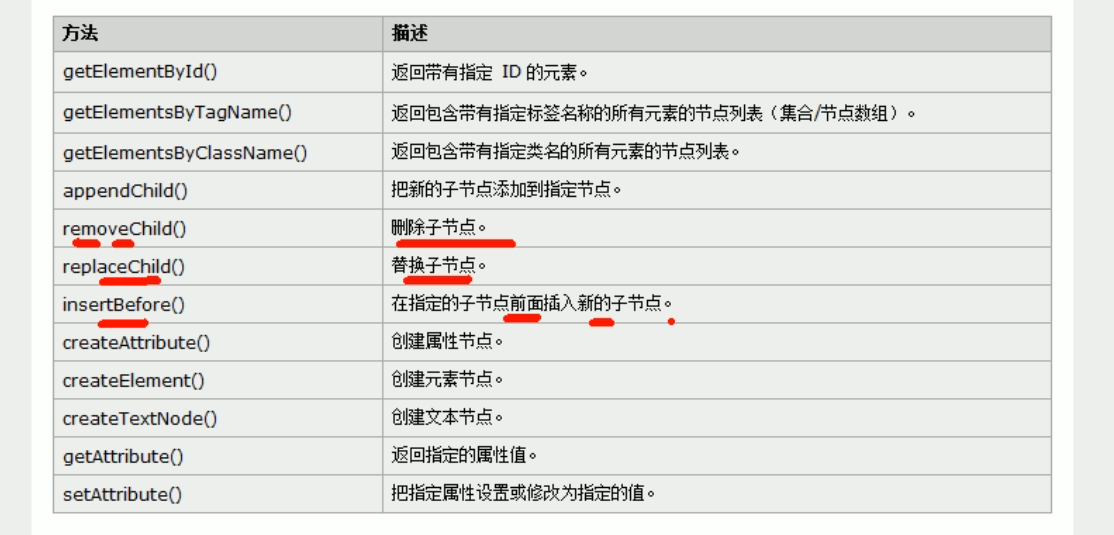 方法 描述
getElementById() 返回带有指定 ID 的元素。
getElementsByTagName() 返回包含带有指定标签名称的所有元素的节点列表（集合/节点数组）。
getElementsByClassName() 返回包含带有指定类名的所有元素的节点列表。
appendChild() 把新的子节点添加到指定节点。
removeChild() 删除子节点。
replaceChild() 替换子节点。
insertBefore() 在指定的子节点前面插入新的子节点。
createAttribute() 创建属性节点。
createElement() 创建元素节点。
createTextNode() 创建文本节点。
getAttribute() 返回指定的属性值。
setAttribute() 把指定属性设置或修改为指定的值。